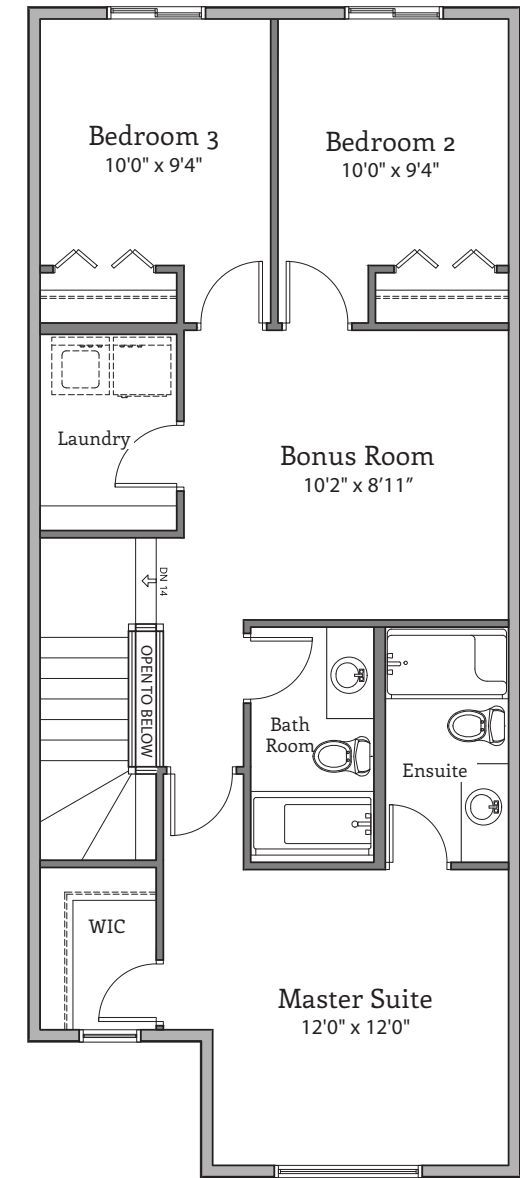 Bedroom 3
10'0" x 9'4"
Bedroom 2
10'0" x 9'4"
Laundry
Bonus Room
10'2" x 8’11”
DN 14
OPEN TO BELOW
Bath
Room
Ensuite
WIC
Master Suite
12'0" x 12'0"